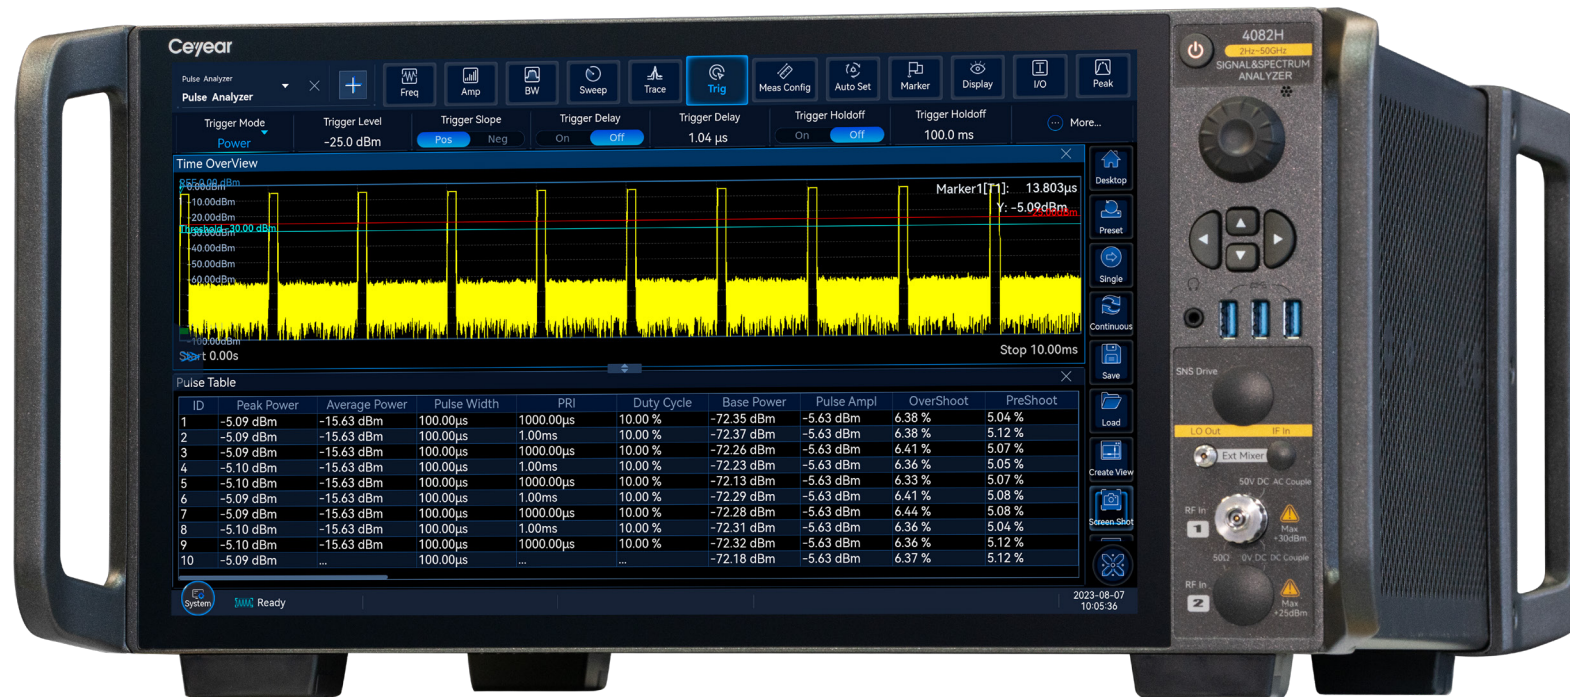 Ceyear
Pulse Analyzer
Pulse Analyzer
Freq
Amp
BW
Sweep
Trace
Trig
Meas Config
Auto Set
Marker
Display
I/O
Peak
Trigger Mode
Power
Trigger Level
-25.0 dBm
Trigger Slope
Pos Neg
Trigger Delay
On Off
Trigger Delay
1.04 μs
Trigger Holdoff
On Off
Trigger Holdoff
100.0 ms
More...
Time OverView
0.00dBm
-10.00dBm
-20.00dBm
Threshold -30.00 dBm
-40.00dBm
-50.00dBm
-60.00dBm
-100.00dBm
Marker1[T1]: 13.803μs
Y: -5.09dBm
Start 0.00s
Stop 10.00ms
Pulse Table
ID Peak Power Average Power Pulse Width PRI Duty Cycle Base Power Pulse Ampl OverShoot PreShoot
1 -5.09 dBm -15.63 dBm 100.00μs 1000.00μs 10.00 % -72.35 dBm -5.63 dBm 6.38 % 5.04 %
2 -5.09 dBm -15.63 dBm 100.00μs 1.00ms 10.00 % -72.37 dBm -5.63 dBm 6.38 % 5.12 %
3 -5.09 dBm -15.63 dBm 100.00μs 1000.00μs 10.00 % -72.26 dBm -5.63 dBm 6.41 % 5.07 %
4 -5.10 dBm -15.63 dBm 100.00μs 1.00ms 10.00 % -72.23 dBm -5.63 dBm 6.36 % 5.05 %
5 -5.10 dBm -15.63 dBm 100.00μs 1000.00μs 10.00 % -72.13 dBm -5.63 dBm 6.33 % 5.07 %
6 -5.09 dBm -15.63 dBm 100.00μs 1.00ms 10.00 % -72.29 dBm -5.63 dBm 6.41 % 5.08 %
7 -5.09 dBm -15.63 dBm 100.00μs 1000.00μs 10.00 % -72.28 dBm -5.63 dBm 6.44 % 5.08 %
8 -5.10 dBm -15.63 dBm 100.00μs 1.00ms 10.00 % -72.31 dBm -5.63 dBm 6.36 % 5.04 %
9 -5.10 dBm -15.63 dBm 100.00μs 1000.00μs 10.00 % -72.32 dBm -5.63 dBm 6.36 % 5.12 %
10 -5.09 dBm ... 100.00μs ... ... -72.18 dBm -5.63 dBm 6.37 % 5.12 %
System
Ready
2023-08-07
10:05:36
Desktop
Preset
Single
Continuous
Save
Load
Create View
Screen Shot
4082H
2Hz~50GHz
SIGNAL&SPECTRUM
ANALYZER
SNS Drive
LO Out IF In
Ext Mixer
50V DC AC Couple
RF In
1
Max
+30dBm
50Ω 0V DC DC Couple
RF In
2
Max
+25dBm